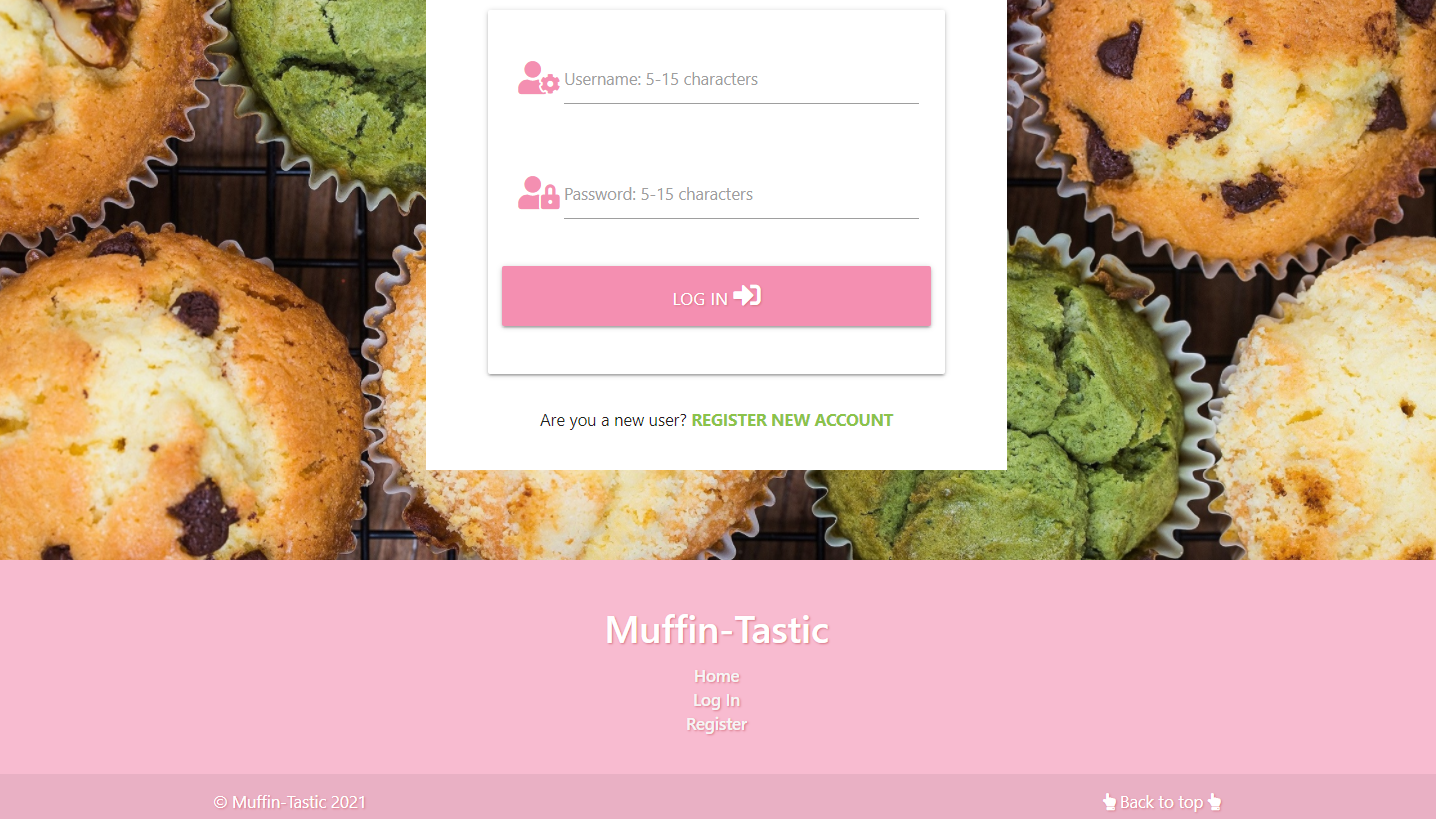 Username: 5-15 characters
Password: 5-15 characters
LOG IN
Are you a new user? REGISTER NEW ACCOUNT
Muffin-Tastic
Home
Log In
Register
© Muffin-Tastic 2021
Back to top